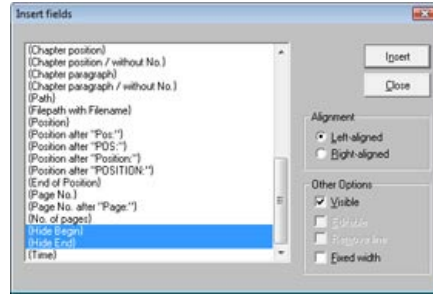 Insert fields
(Chapter position)
(Chapter position / without No.)
(Chapter paragraph)
(Chapter paragraph / without No.)
(Path)
(Filepath with Filename)
(Position)
(Position after "Pos:")
(Position after "POS:")
(Position after "Position:")
(Position after "POSITION:")
(End of Position)
(Page No.)
(Page No. after "Page:")
(No. of pages)
(Hide Begin)
(Hide End)
(Time)
Insert
Close
Alignment
Left-aligned
Right-aligned
Other Options
Visible
Editable
Remove line
Fixed width